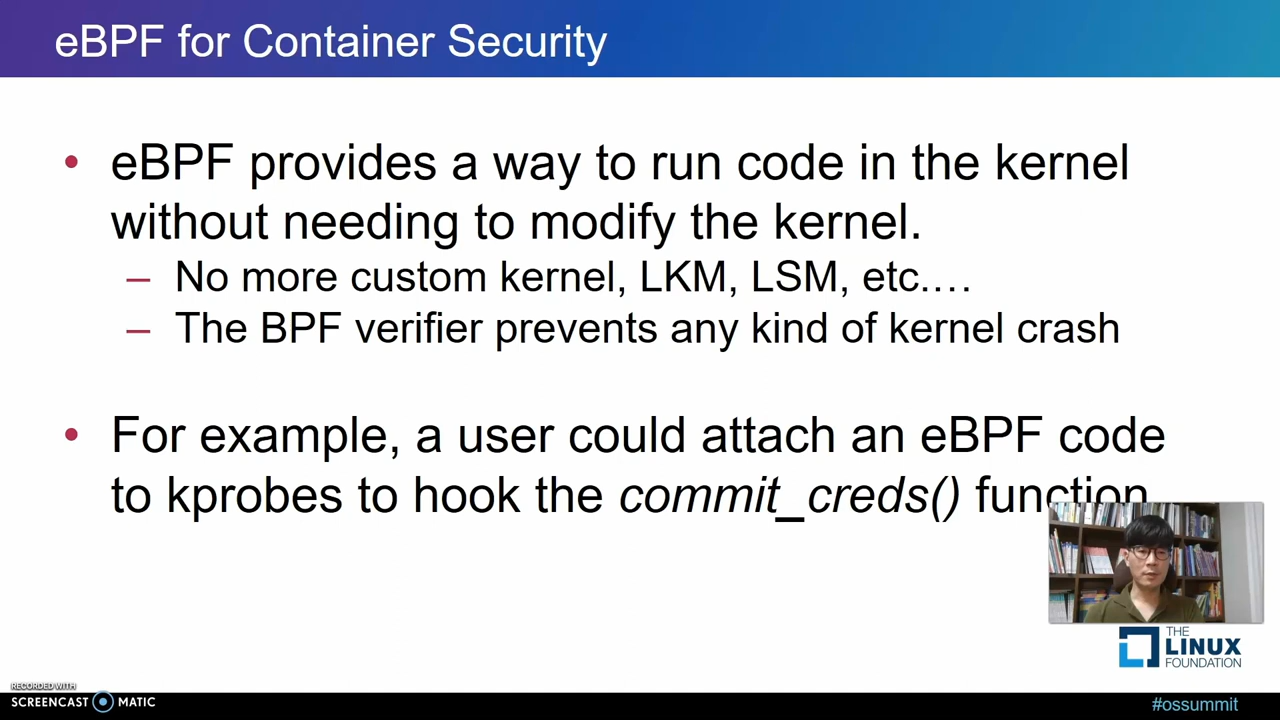 eBPF for Container Security
• eBPF provides a way to run code in the kernel
without needing to modify the kernel.
– No more custom kernel, LKM, LSM, etc.…
– The BPF verifier prevents any kind of kernel crash
• For example, a user could attach an eBPF code
to kprobes to hook the commit_creds() function
THE
LINUX
FOUNDATION
RECORDED WITH
SCREENCAST MATIC
#ossummit